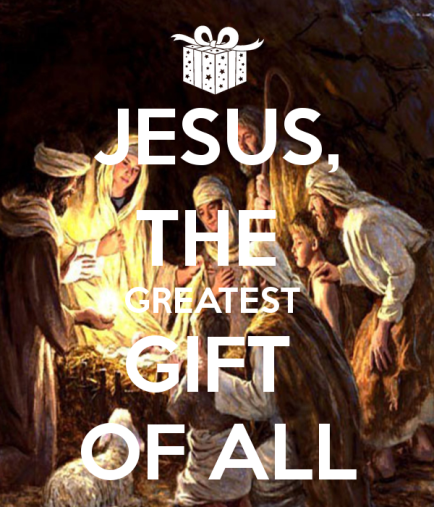 JESUS,
THE
GREATEST
GIFT
OF ALL